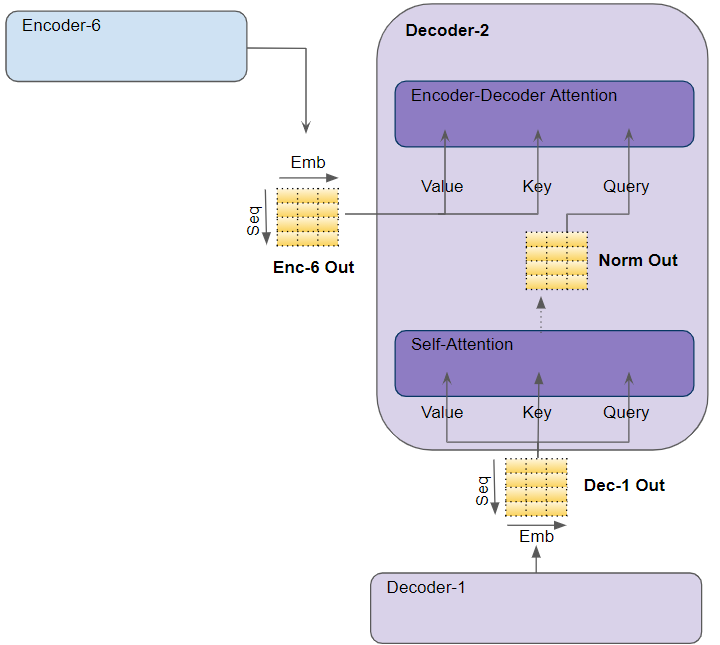 Encoder-6
Decoder-2
Encoder-Decoder Attention
Emb
Value Key Query
Seq
Enc-6 Out
Norm Out
Self-Attention
Value Key Query
Seq
Dec-1 Out
Emb
Decoder-1